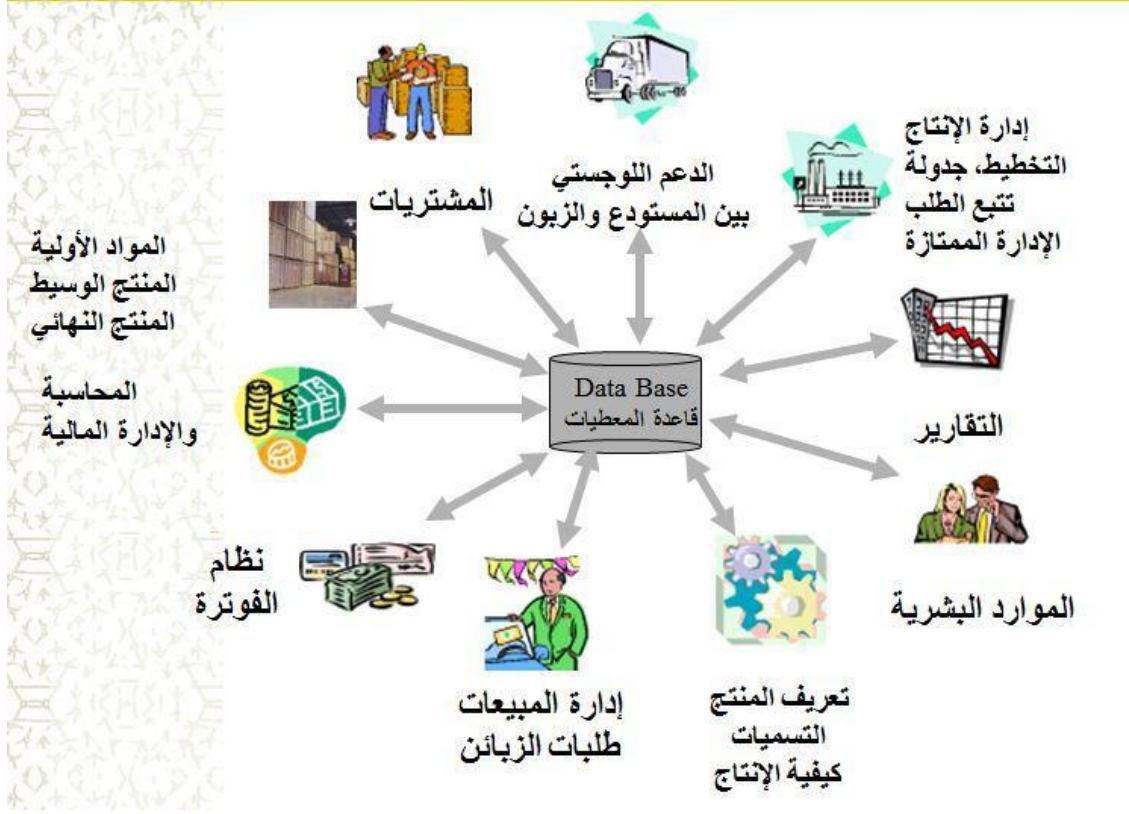 المشتريات
الدعم اللوجستي
بين المستودع والزبون
إدارة الإنتاج
التخطيط، جدولة
تتبع الطلب
الإدارة الممتازة
المواد الأولية
المنتج الوسيط
المنتج النهائي
Data Base
قاعدة المعطيات
المحاسبة
والإدارة المالية
التقارير
نظام
الفوترة
الموارد البشرية
إدارة المبيعات
طلبات الزبائن
تعريف المنتج
التسميات
كيفية الإنتاج